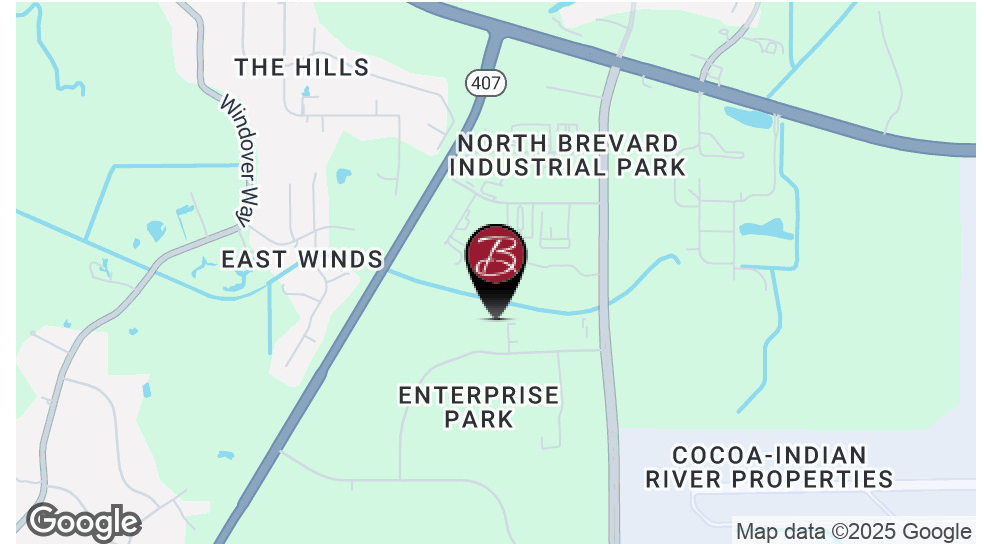 THE HILLS
407
Windover Way
NORTH BREVARD
INDUSTRIAL PARK
B
EAST WINDS
ENTERPRISE
PARK
COCOA-INDIAN
RIVER PROPERTIES
Google
Map data ©2025 Google